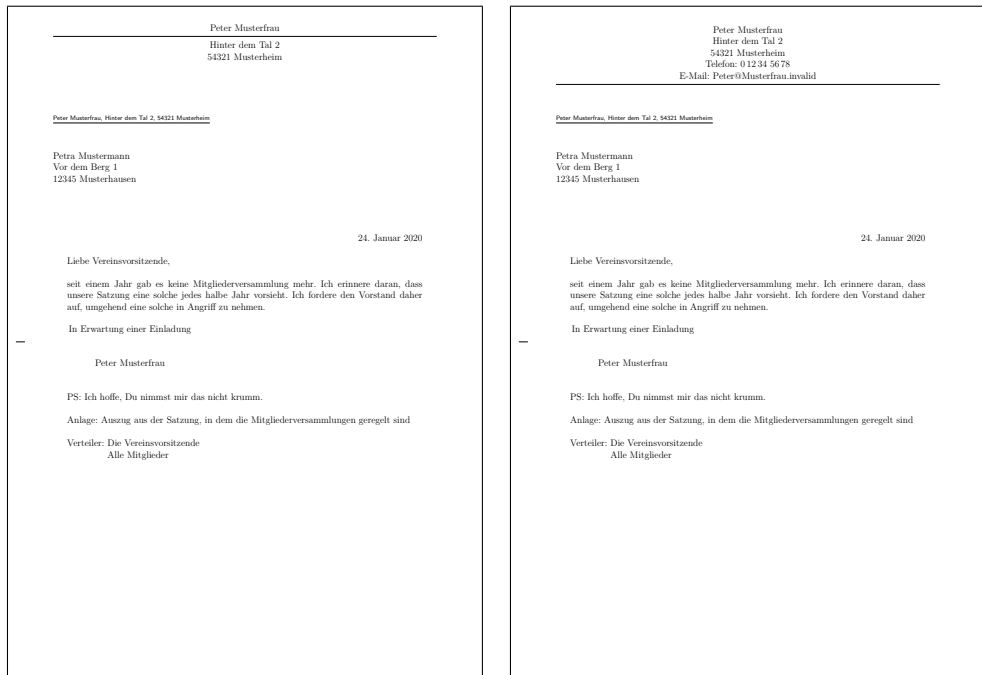 Peter Musterfrau
Hinter dem Tal 2
54321 Musterheim
Peter Musterfrau, Hinter dem Tal 2, 54321 Musterheim
Petra Mustermann
Vor dem Berg 1
12345 Musterhausen
24. Januar 2020
Liebe Vereinsvorsitzende,
seit einem Jahr gab es keine Mitgliederversammlung mehr. Ich erinnere daran, dass
unsere Satzung eine solche jedes halbe Jahr vorsieht. Ich fordere den Vorstand daher
auf, umgehend eine solche in Angriff zu nehmen.
In Erwartung einer Einladung
Peter Musterfrau
PS: Ich hoffe, Du nimmst mir das nicht krumm.
Anlage: Auszug aus der Satzung, in dem die Mitgliederversammlungen geregelt sind
Verteiler: Die Vereinsvorsitzende
Alle Mitglieder
Peter Musterfrau
Hinter dem Tal 2
54321 Musterheim
Telefon: 0 12 34 56 78
E-Mail: Peter@Musterfrau.invalid
Peter Musterfrau, Hinter dem Tal 2, 54321 Musterheim
Petra Mustermann
Vor dem Berg 1
12345 Musterhausen
24. Januar 2020
Liebe Vereinsvorsitzende,
seit einem Jahr gab es keine Mitgliederversammlung mehr. Ich erinnere daran, dass
unsere Satzung eine solche jedes halbe Jahr vorsieht. Ich fordere den Vorstand daher
auf, umgehend eine solche in Angriff zu nehmen.
In Erwartung einer Einladung
Peter Musterfrau
PS: Ich hoffe, Du nimmst mir das nicht krumm.
Anlage: Auszug aus der Satzung, in dem die Mitgliederversammlungen geregelt sind
Verteiler: Die Vereinsvorsitzende
Alle Mitglieder